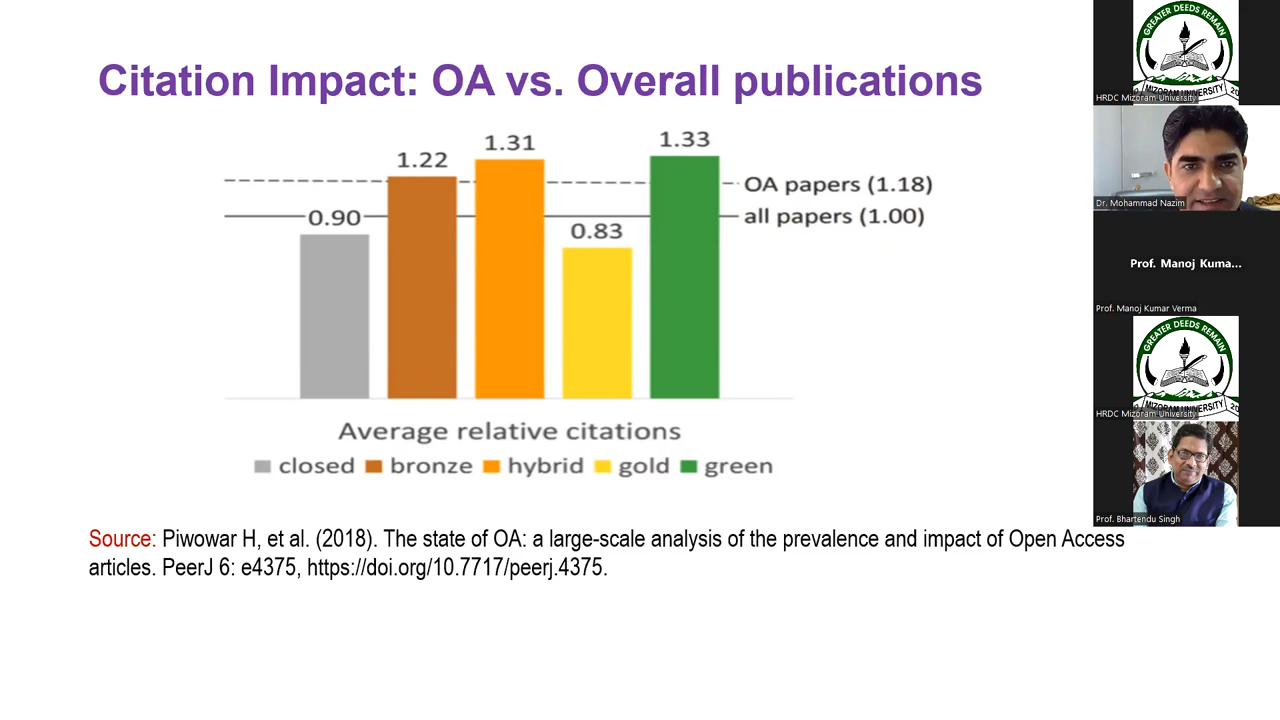 Citation Impact: OA vs. Overall publications
1.22
1.31
1.33
0.90
0.83
OA papers (1.18)
all papers (1.00)
Average relative citations
closed bronze hybrid gold green
Source: Piwowar H, et al. (2018). The state of OA: a large-scale analysis of the prevalence and impact of Open Access
articles. PeerJ 6: e4375, https://doi.org/10.7717/peerj.4375.
GREATER DEEDS REMAIN
MIZORAM UNIVERSITY
HRDC Mizoram University
Dr. Mohammad Nazim
Prof. Manoj Kuma...
Prof. Manoj Kumar Verma
GREATER DEEDS REMAIN
MIZORAM UNIVERSITY
HRDC Mizoram University
Prof. Bhartendu Singh